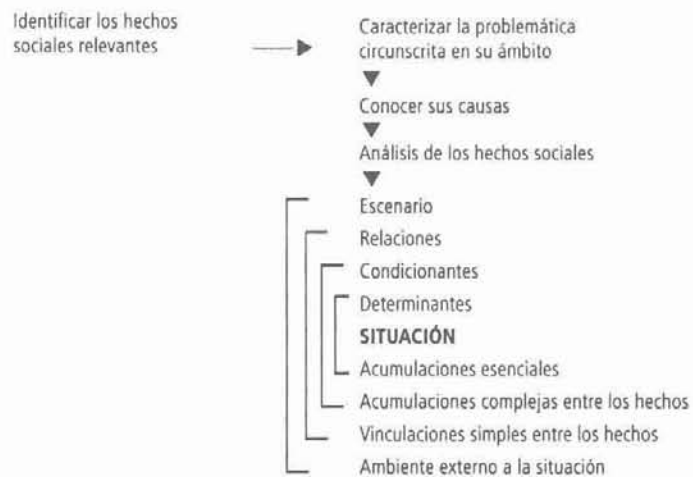 Identificar los hechos
sociales relevantes
Caracterizar la problemática
circunscrita en su ámbito
Conocer sus causas
Análisis de los hechos sociales
Escenario
Relaciones
Condicionantes
Determinantes
SITUACIÓN
Acumulaciones esenciales
Acumulaciones complejas entre los hechos
Vinculaciones simples entre los hechos
Ambiente externo a la situación